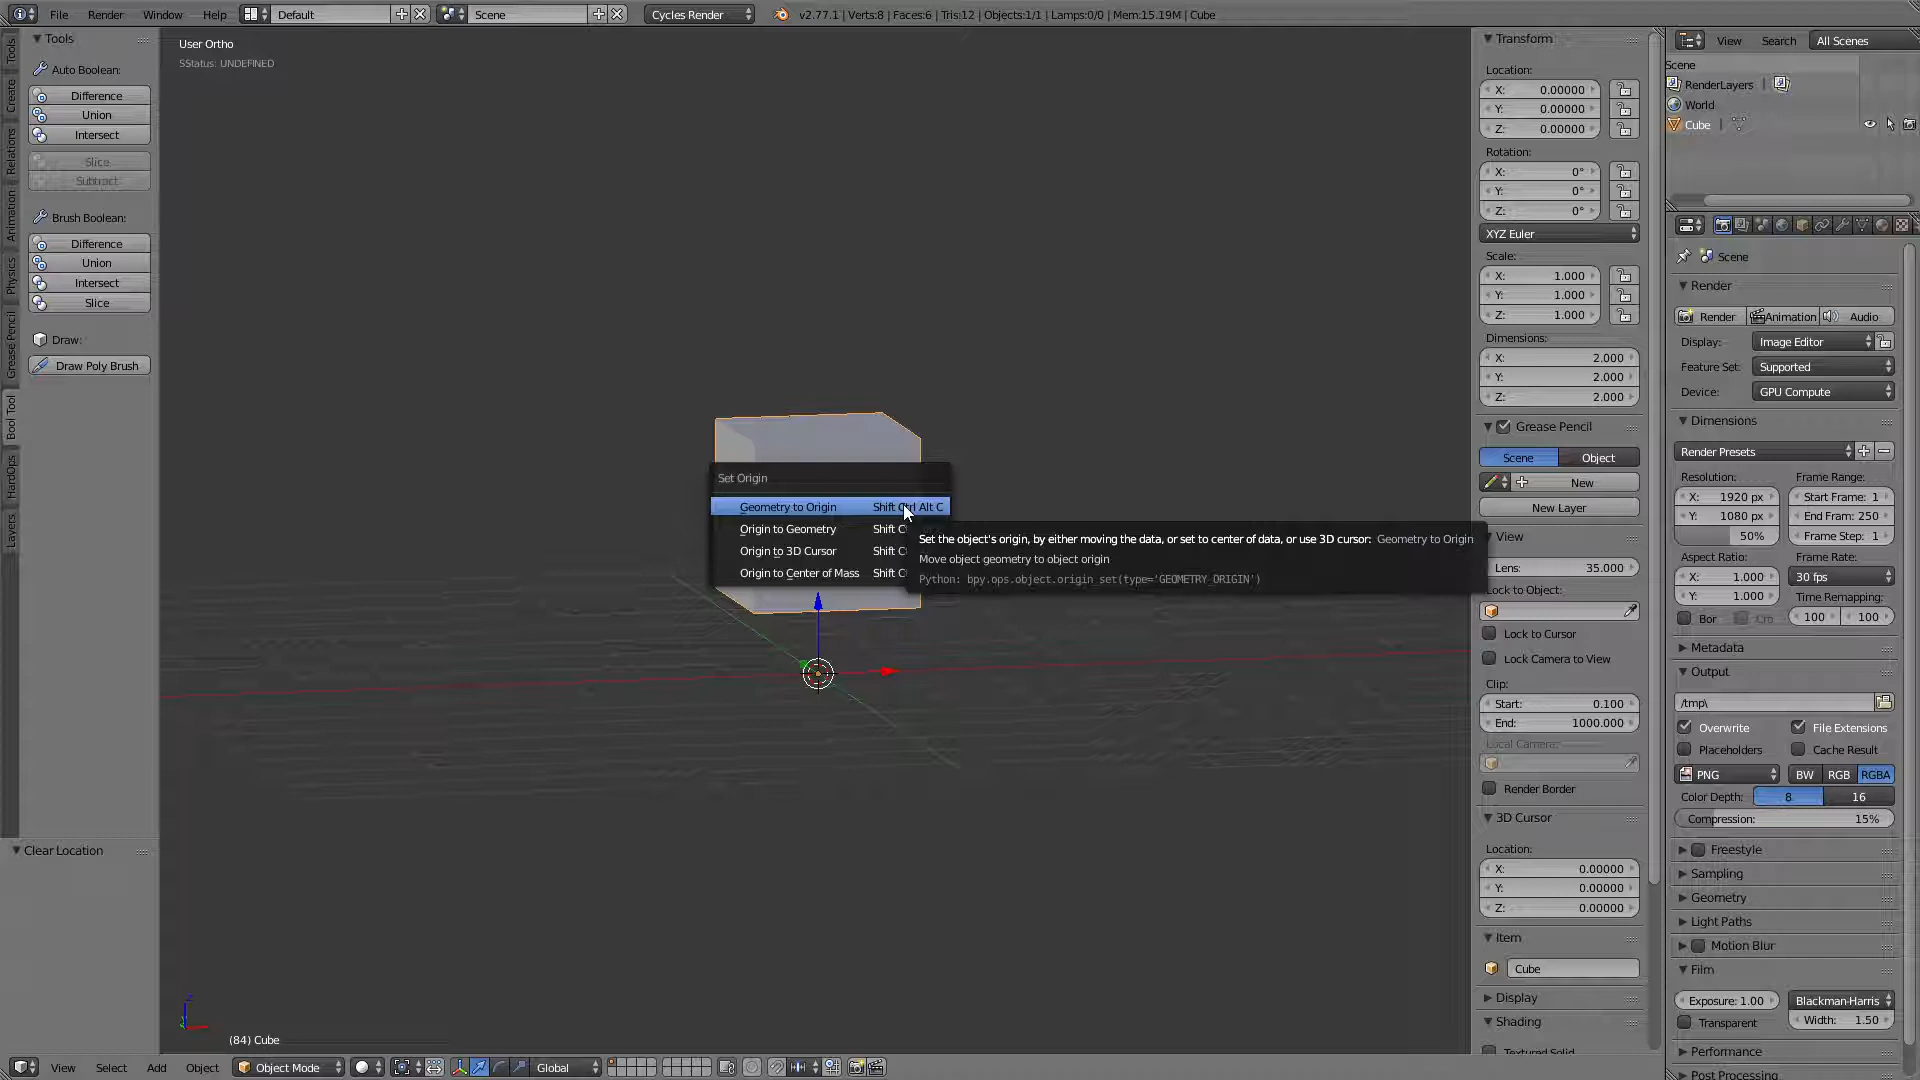 File Render Window Help Default Scene Cycles Render v2.77.1 | Verts:8 | Faces:6 | Tris:12 | Objects:1/1 | Lamps:0/0 | Mem:15.19M | Cube
Tools
Create
Relations
Animation
Physics
Grease Pencil
Bool Tool
HardOps
Layers
Tools
Auto Boolean:
Difference
Union
Intersect
Slice
Subtract
Brush Boolean:
Difference
Union
Intersect
Slice
Draw:
Draw Poly Brush
Clear Location
User Ortho
SStatus: UNDEFINED
Set Origin
Geometry to Origin Shift Ctrl Alt C
Origin to Geometry Shift C
Origin to 3D Cursor Shift C
Origin to Center of Mass Shift C
Set the object's origin, by either moving the data, or set to center of data, or use 3D cursor: Geometry to Origin
Move object geometry to object origin
Python: bpy.ops.object.origin_set(type='GEOMETRY_ORIGIN')
(84) Cube
View Select Add Object Object Mode Global
Transform
Location:
X: 0.00000
Y: 0.00000
Z: 0.00000
Rotation:
X: 0°
Y: 0°
Z: 0°
XYZ Euler
Scale:
X: 1.000
Y: 1.000
Z: 1.000
Dimensions:
X: 2.000
Y: 2.000
Z: 2.000
Grease Pencil
Scene Object
New
New Layer
View
Lens: 35.000
Lock to Object:
Lock to Cursor
Lock Camera to View
Clip:
Start: 0.100
End: 1000.000
Local Camera:
Render Border
3D Cursor
Location:
X: 0.00000
Y: 0.00000
Z: 0.00000
Item
Cube
Display
Shading
Textured Solid
View Search All Scenes
Scene
RenderLayers
World
Cube
Scene
Render
Render Animation Audio
Display: Image Editor
Feature Set: Supported
Device: GPU Compute
Dimensions
Render Presets
Resolution: Frame Range:
X: 1920 px Start Frame: 1
Y: 1080 px End Fram: 250
50% Frame Step: 1
Aspect Ratio: Frame Rate:
X: 1.000 30 fps
Y: 1.000 Time Remapping:
Bor Cro 100 100
Metadata
Output
/tmp\
Overwrite File Extensions
Placeholders Cache Result
PNG BW RGB RGBA
Color Depth: 8 16
Compression: 15%
Freestyle
Sampling
Geometry
Light Paths
Motion Blur
Film
Exposure: 1.00 Blackman-Harris
Transparent Width: 1.50
Performance
Post Processing